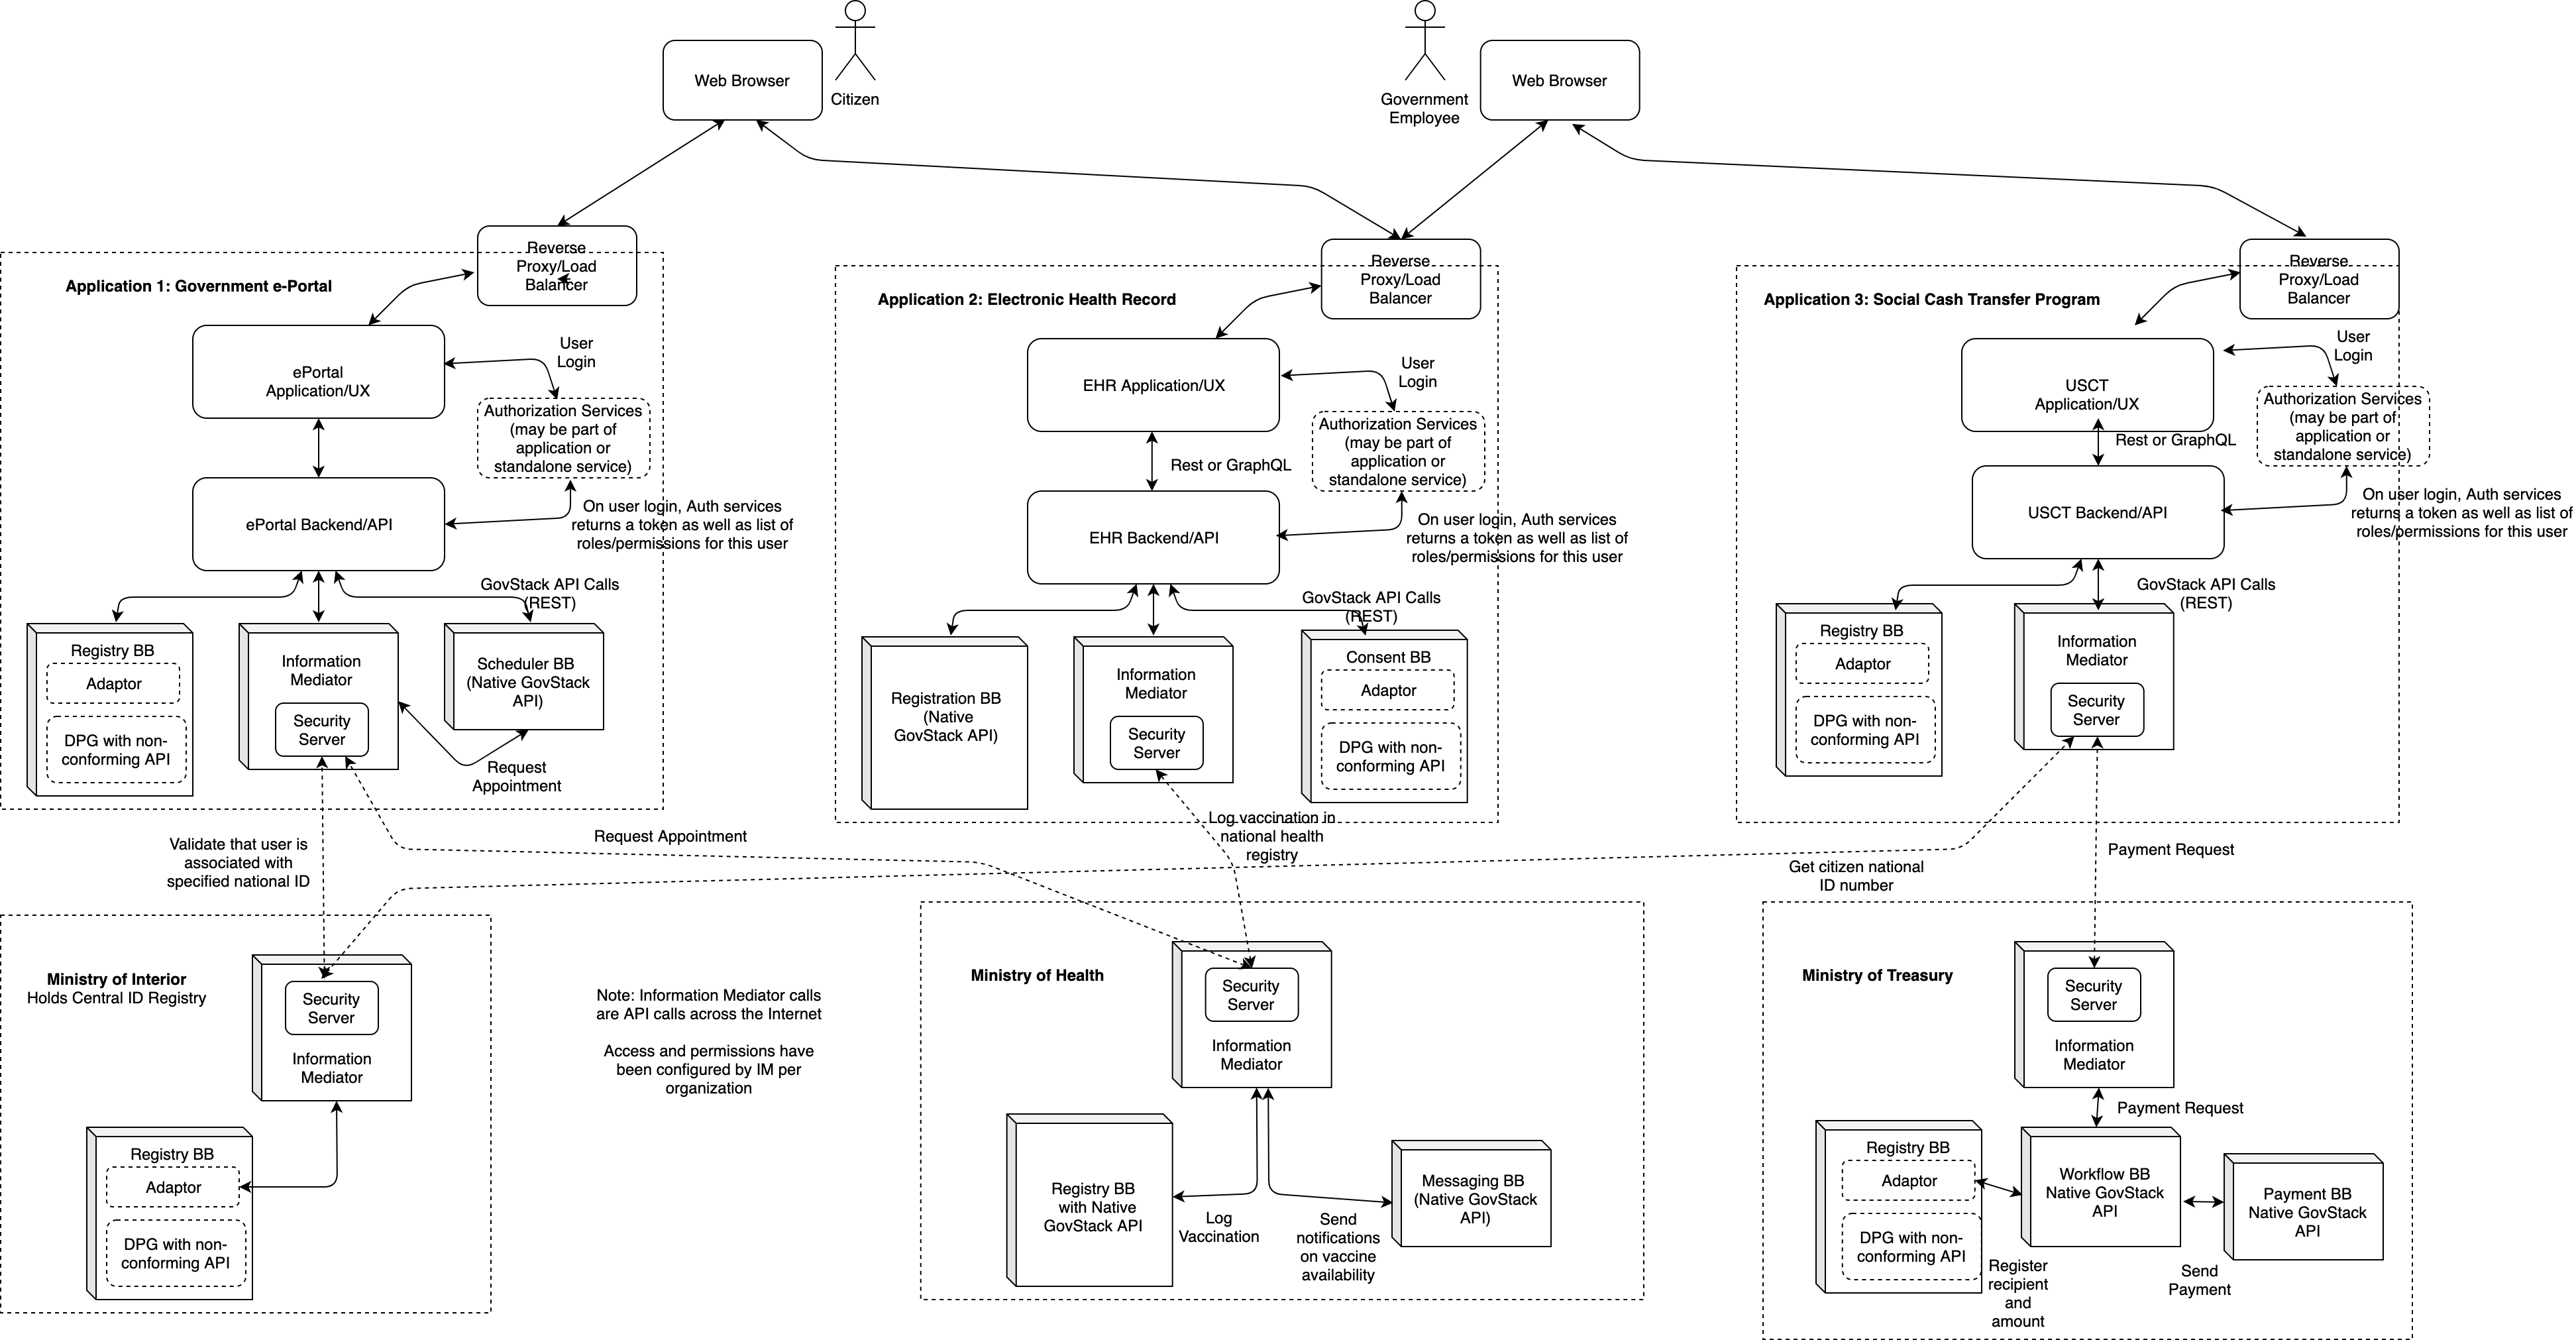 Web Browser
Citizen
Government
Employee
Web Browser
Reverse
Proxy/Load
Balancer
Application 1: Government e-Portal
ePortal
Application/UX
User
Login
Authorization Services
(may be part of
application or
standalone service)
ePortal Backend/API
On user login, Auth services
returns a token as well as list of
roles/permissions for this user
GovStack API Calls
(REST)
Registry BB
Adaptor
DPG with non-
conforming API
Information
Mediator
Security
Server
Scheduler BB
(Native GovStack
API)
Request
Appointment
Reverse
Proxy/Load
Balancer
Application 2: Electronic Health Record
EHR Application/UX
User
Login
Authorization Services
(may be part of
application or
standalone service)
Rest or GraphQL
EHR Backend/API
On user login, Auth services
returns a token as well as list of
roles/permissions for this user
GovStack API Calls
(REST)
Registration BB
(Native
GovStack API)
Information
Mediator
Security
Server
Consent BB
Adaptor
DPG with non-
conforming API
Reverse
Proxy/Load
Balancer
Application 3: Social Cash Transfer Program
USCT
Application/UX
User
Login
Authorization Services
(may be part of
application or
standalone service)
Rest or GraphQL
USCT Backend/API
On user login, Auth services
returns a token as well as list of
roles/permissions for this user
GovStack API Calls
(REST)
Registry BB
Adaptor
DPG with non-
conforming API
Information
Mediator
Security
Server
Validate that user is
associated with
specified national ID
Request Appointment
Log vaccination in
national health
registry
Get citizen national
ID number
Payment Request
Ministry of Interior
Holds Central ID Registry
Security
Server
Information
Mediator
Registry BB
Adaptor
DPG with non-
conforming API
Note: Information Mediator calls
are API calls across the Internet
Access and permissions have
been configured by IM per
organization
Ministry of Health
Security
Server
Information
Mediator
Registry BB
with Native
GovStack API
Log
Vaccination
Send
notifications
on vaccine
availability
Messaging BB
(Native GovStack
API)
Ministry of Treasury
Security
Server
Information
Mediator
Payment Request
Registry BB
Adaptor
DPG with non-
conforming API
Workflow BB
Native GovStack
API
Payment BB
Native GovStack
API
Register
recipient
and
amount
Send
Payment